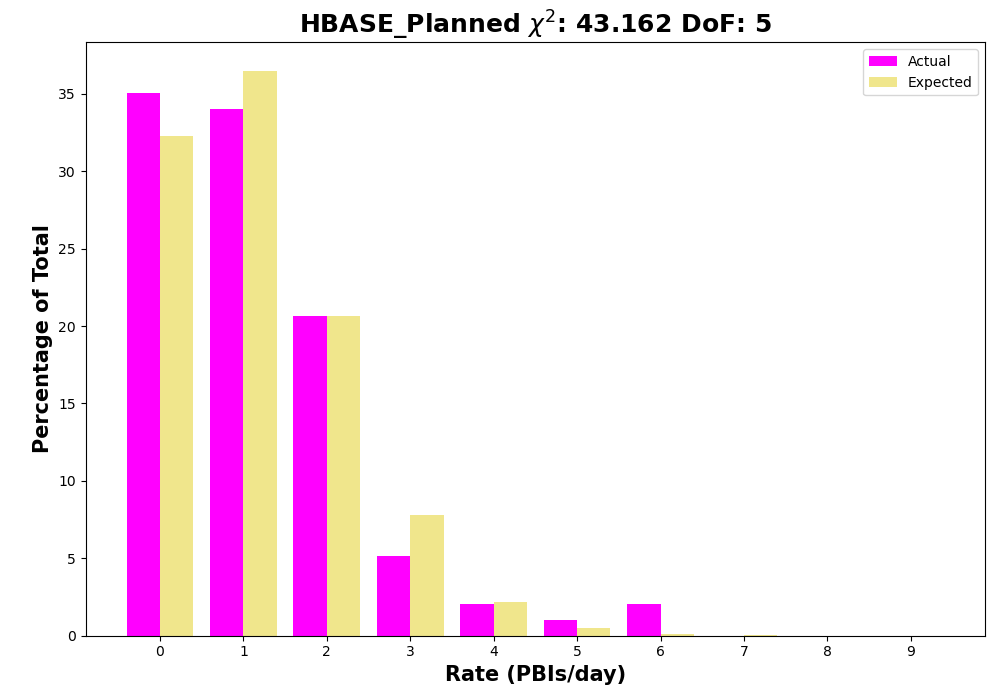 HBASE_Planned χ²: 43.162 DoF: 5
Actual
Expected
Percentage of Total
35
30
25
20
15
10
5
0
0 1 2 3 4 5 6 7 8 9
Rate (PBIs/day)